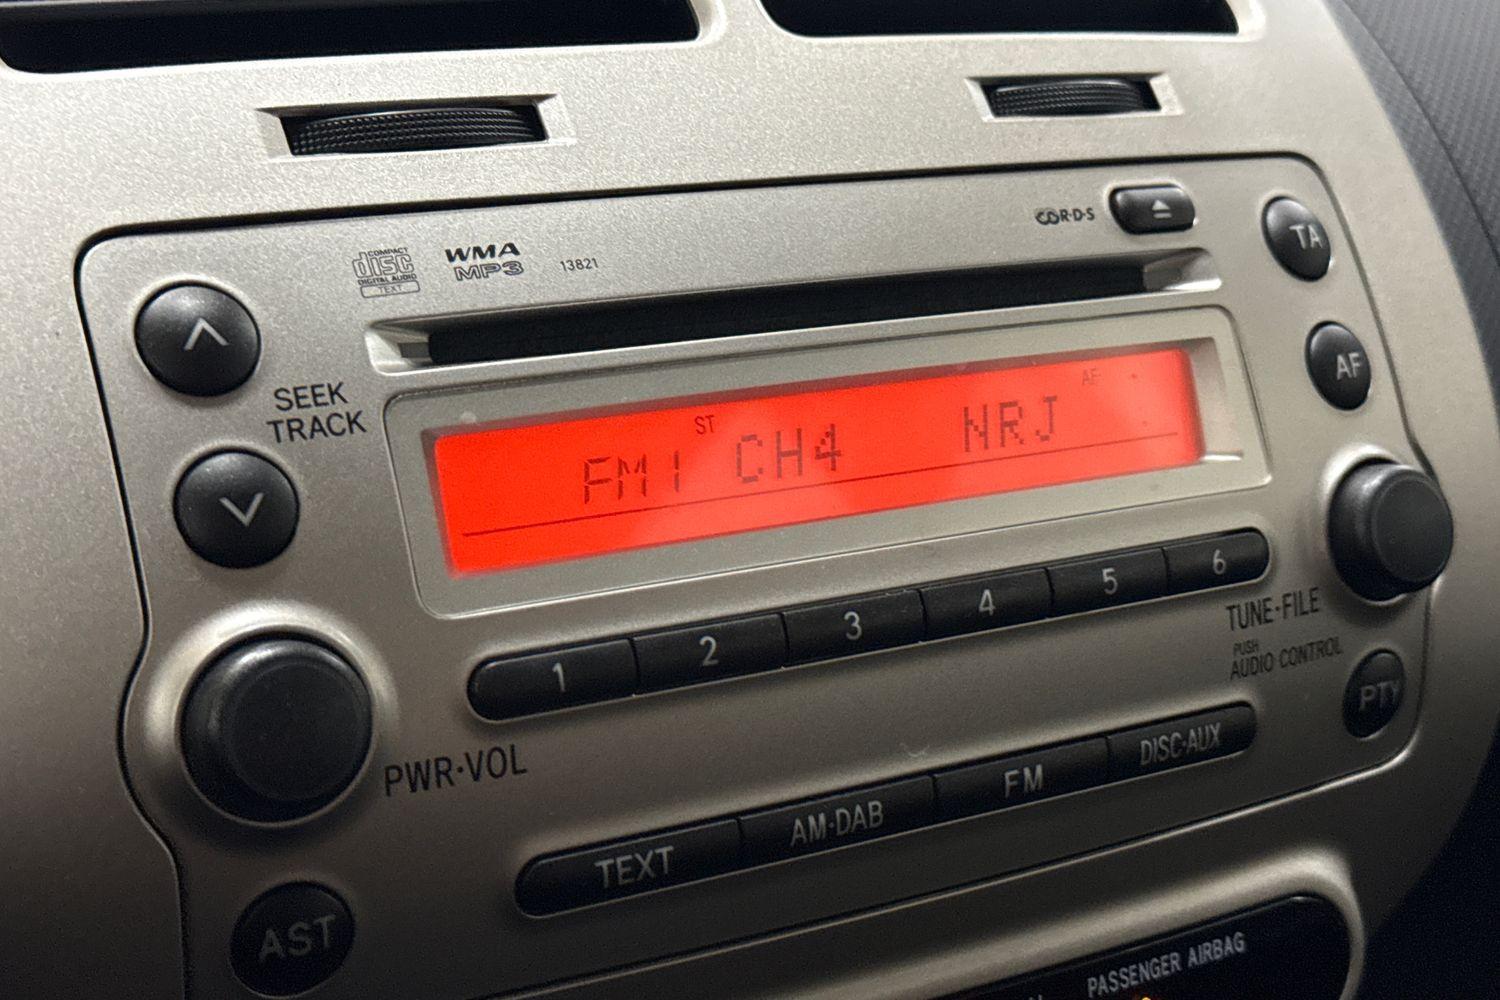 COMPACT
disc
DIGITAL AUDIO
TEXT
WMA
MP3
13821
R·D·S
TA
AF
SEEK
TRACK
ST
AF
FM1 CH4 NRJ
1 2 3 4 5 6
TUNE·FILE
PUSH
AUDIO CONTROL
PTY
PWR·VOL
TEXT AM·DAB FM DISC·AUX
AST
PASSENGER AIRBAG